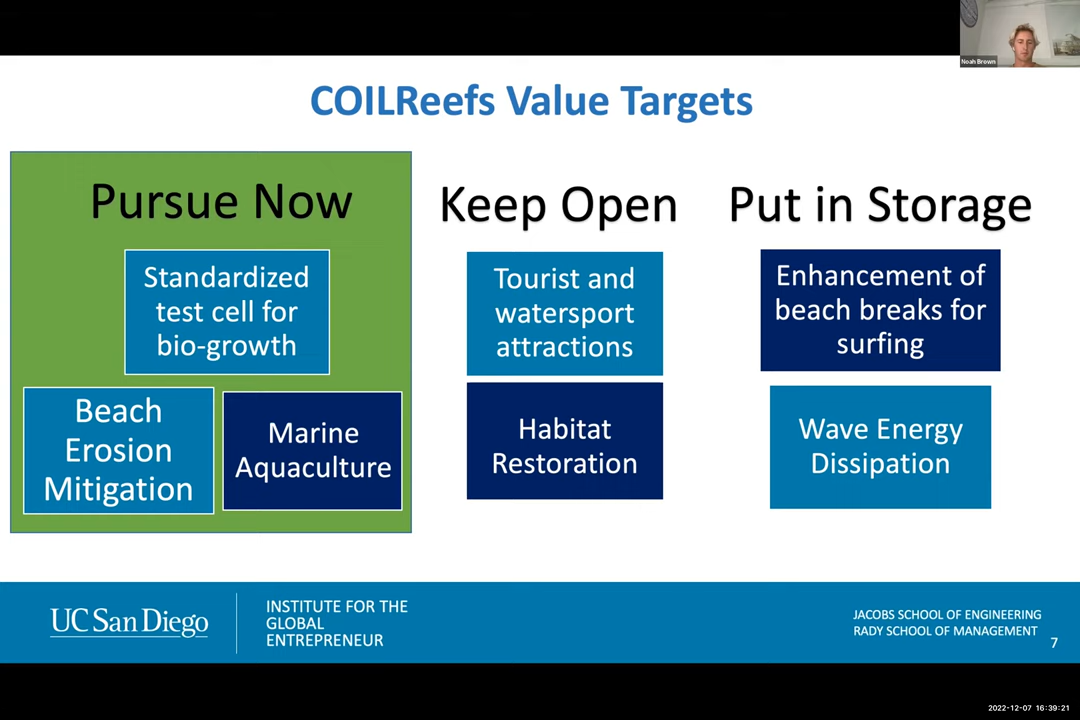 Noah Brown
COILReefs Value Targets
Pursue Now
Standardized
test cell for
bio-growth
Beach
Erosion
Mitigation
Marine
Aquaculture
Keep Open
Tourist and
watersport
attractions
Habitat
Restoration
Put in Storage
Enhancement of
beach breaks for
surfing
Wave Energy
Dissipation
UC San Diego
INSTITUTE FOR THE
GLOBAL
ENTREPRENEUR
JACOBS SCHOOL OF ENGINEERING
RADY SCHOOL OF MANAGEMENT
7
2022-12-07 16:39:21